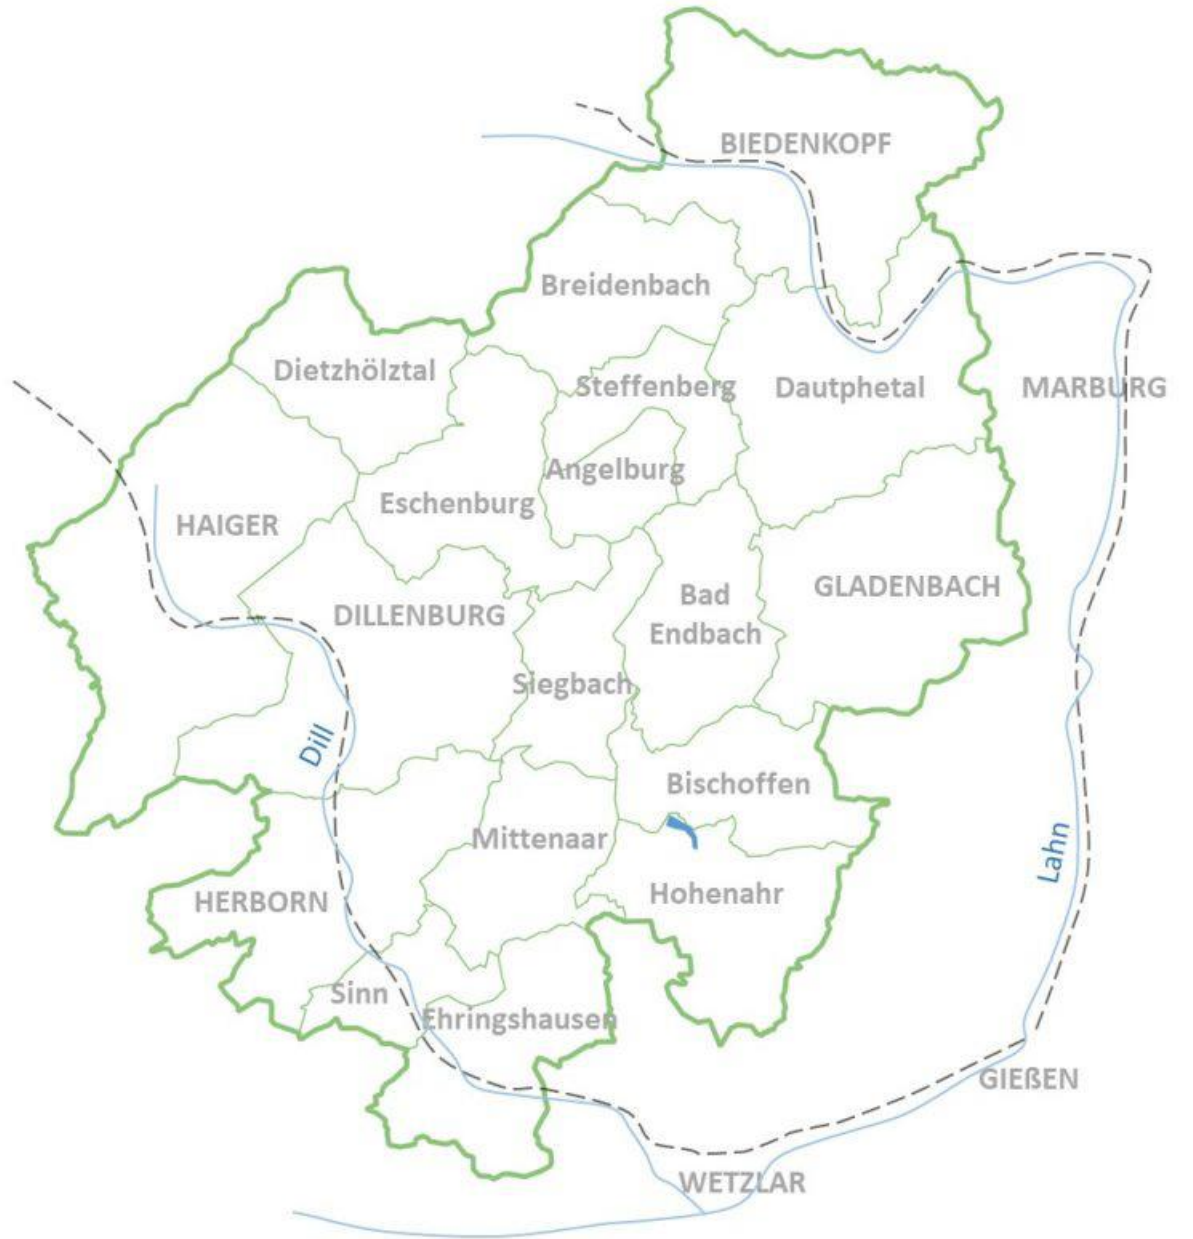 BIEDENKOPF
Breidenbach
Dietzhölztal
Steffenberg
Dautphetal
MARBURG
Angelburg
Eschenburg
HAIGER
GLADENBACH
Bad
Endbach
DILLENBURG
Siegbach
Dill
Bischoffen
Mittenaar
Lahn
Hohenahr
HERBORN
Sinn
Ehringshausen
GIEßEN
WETZLAR